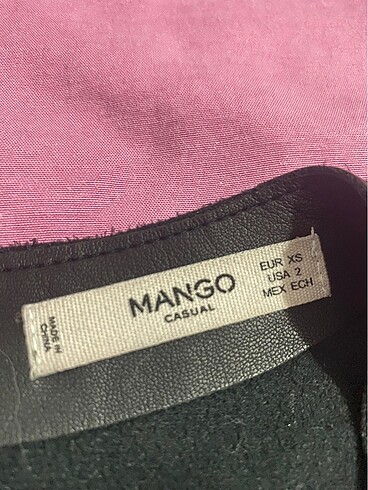 MANGO
CASUAL
EUR XS
USA 2
MEX ECH
MADE IN
CHINA